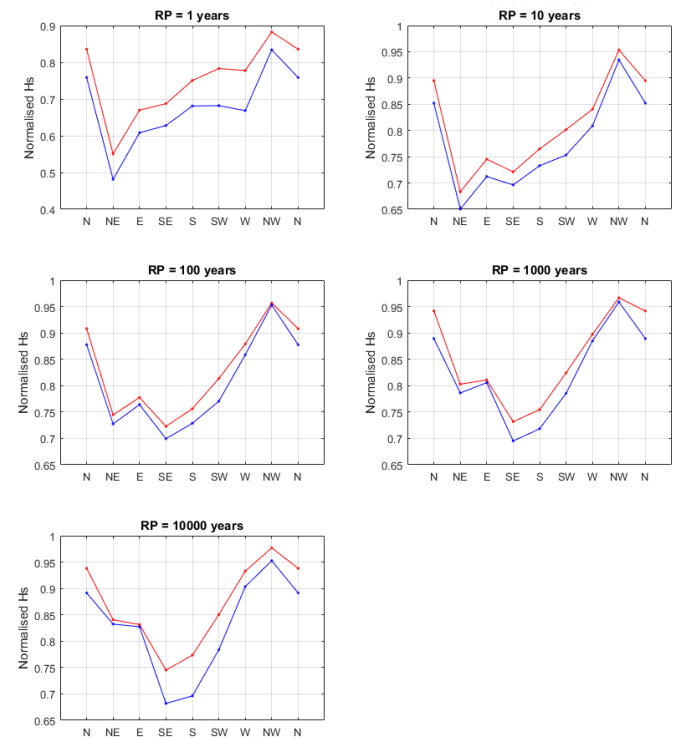 RP = 1 years
Normalised Hs
0.9
0.8
0.7
0.6
0.5
0.4
N NE E SE S SW W NW N
RP = 10 years
Normalised Hs
1
0.95
0.9
0.85
0.8
0.75
0.7
0.65
N NE E SE S SW W NW N
RP = 100 years
Normalised Hs
1
0.95
0.9
0.85
0.8
0.75
0.7
0.65
N NE E SE S SW W NW N
RP = 1000 years
Normalised Hs
1
0.95
0.9
0.85
0.8
0.75
0.7
0.65
N NE E SE S SW W NW N
RP = 10000 years
Normalised Hs
1
0.95
0.9
0.85
0.8
0.75
0.7
0.65
N NE E SE S SW W NW N